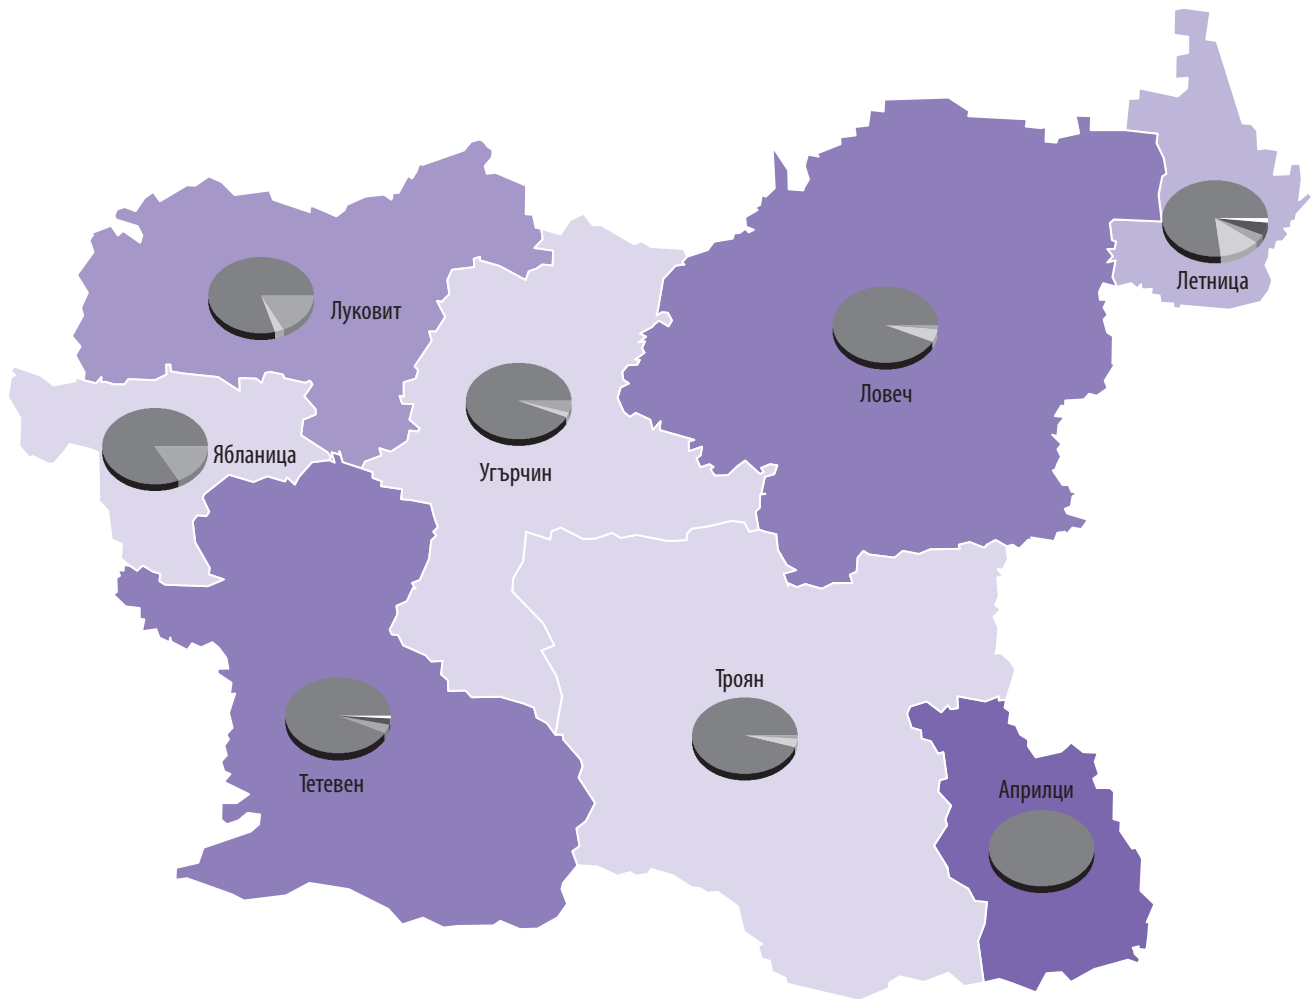 Летница
Луковит
Ловеч
Ябланица
Угърчин
Троян
Тетевен
Априлци